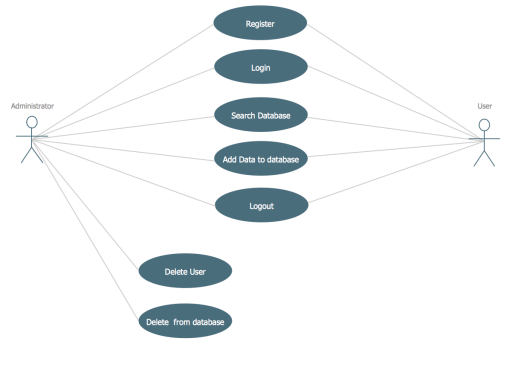 Register
Login
Administrator
User
Search Database
Add Data to database
Logout
Delete User
Delete from database